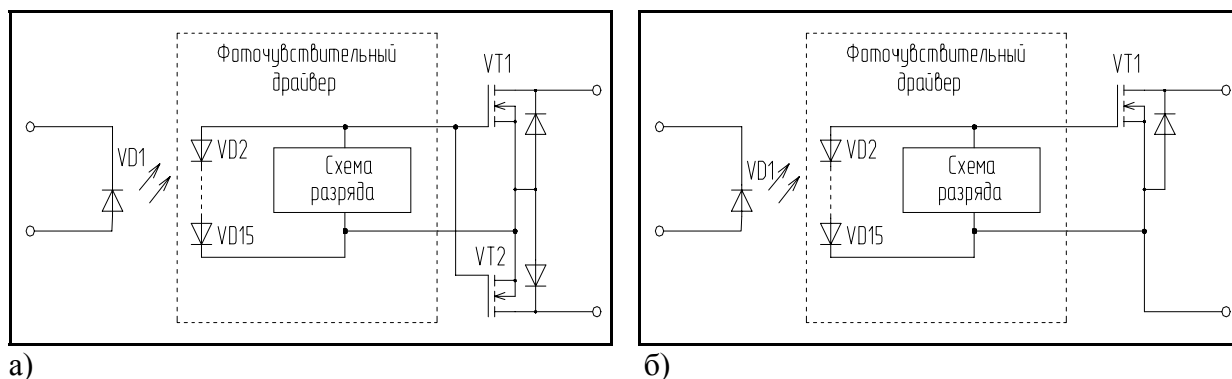 Фоточувствительный
драйвер
VT1
VD1
VD2
Схема
разряда
VD15
VT2
а)
Фоточувствительный
драйвер
VT1
VD1
VD2
Схема
разряда
VD15
б)